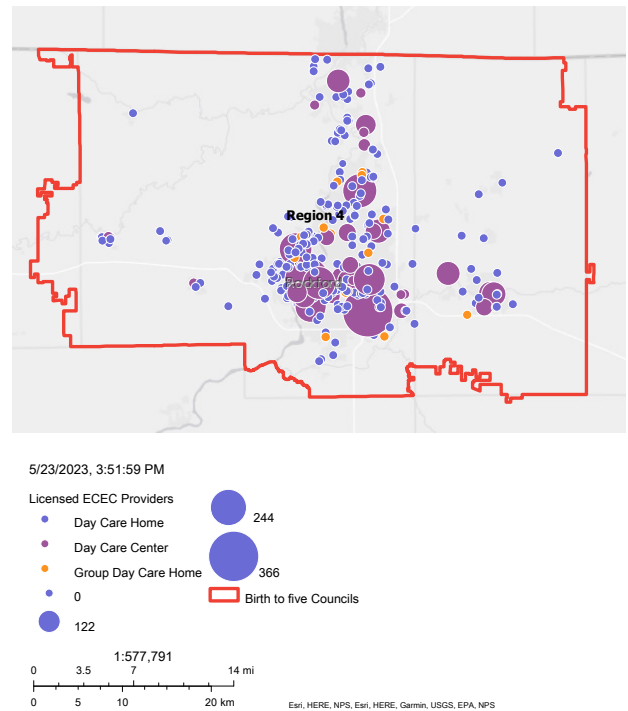 Region 4
Rockford
5/23/2023, 3:51:59 PM
Licensed ECEC Providers
Day Care Home
Day Care Center
Group Day Care Home
0
122
244
366
Birth to five Councils
1:577,791
0 3.5 7 14 mi
0 5 10 20 km
Esri, HERE, NPS, Esri, HERE, Garmin, USGS, EPA, NPS